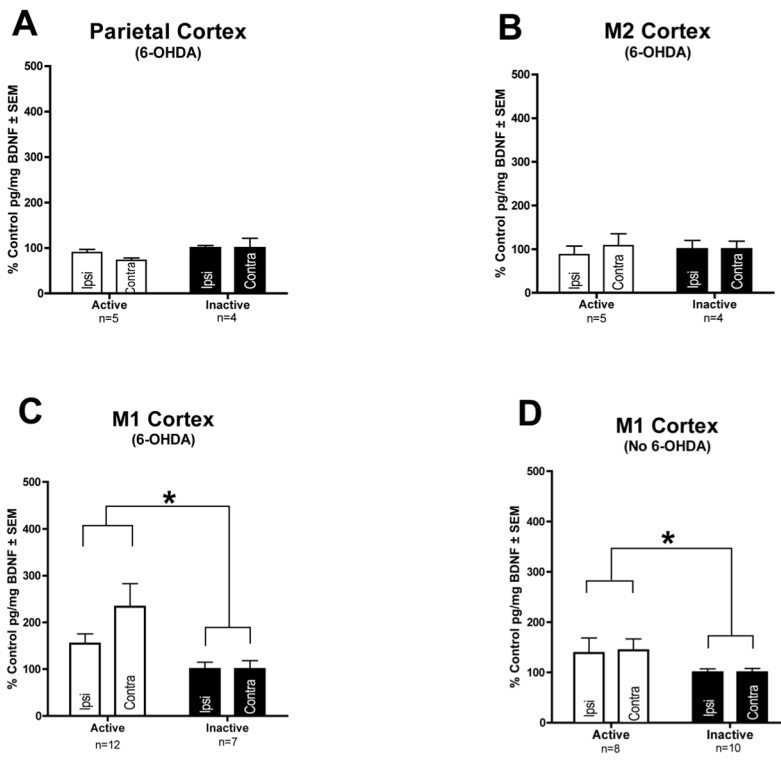 A
Parietal Cortex
(6-OHDA)
% Control pg/mg BDNF ± SEM
500
400
300
200
100
0
Ipsi
Contra
Ipsi
Contra
Active
n=5
Inactive
n=4
B
M2 Cortex
(6-OHDA)
% Control pg/mg BDNF ± SEM
500
400
300
200
100
0
Ipsi
Contra
Ipsi
Contra
Active
n=5
Inactive
n=4
C
M1 Cortex
(6-OHDA)
% Control pg/mg BDNF ± SEM
500
400
300
200
100
0
*
Ipsi
Contra
Ipsi
Contra
Active
n=12
Inactive
n=7
D
M1 Cortex
(No 6-OHDA)
% Control pg/mg BDNF ± SEM
500
400
300
200
100
0
*
Ipsi
Contra
Ipsi
Contra
Active
n=8
Inactive
n=10